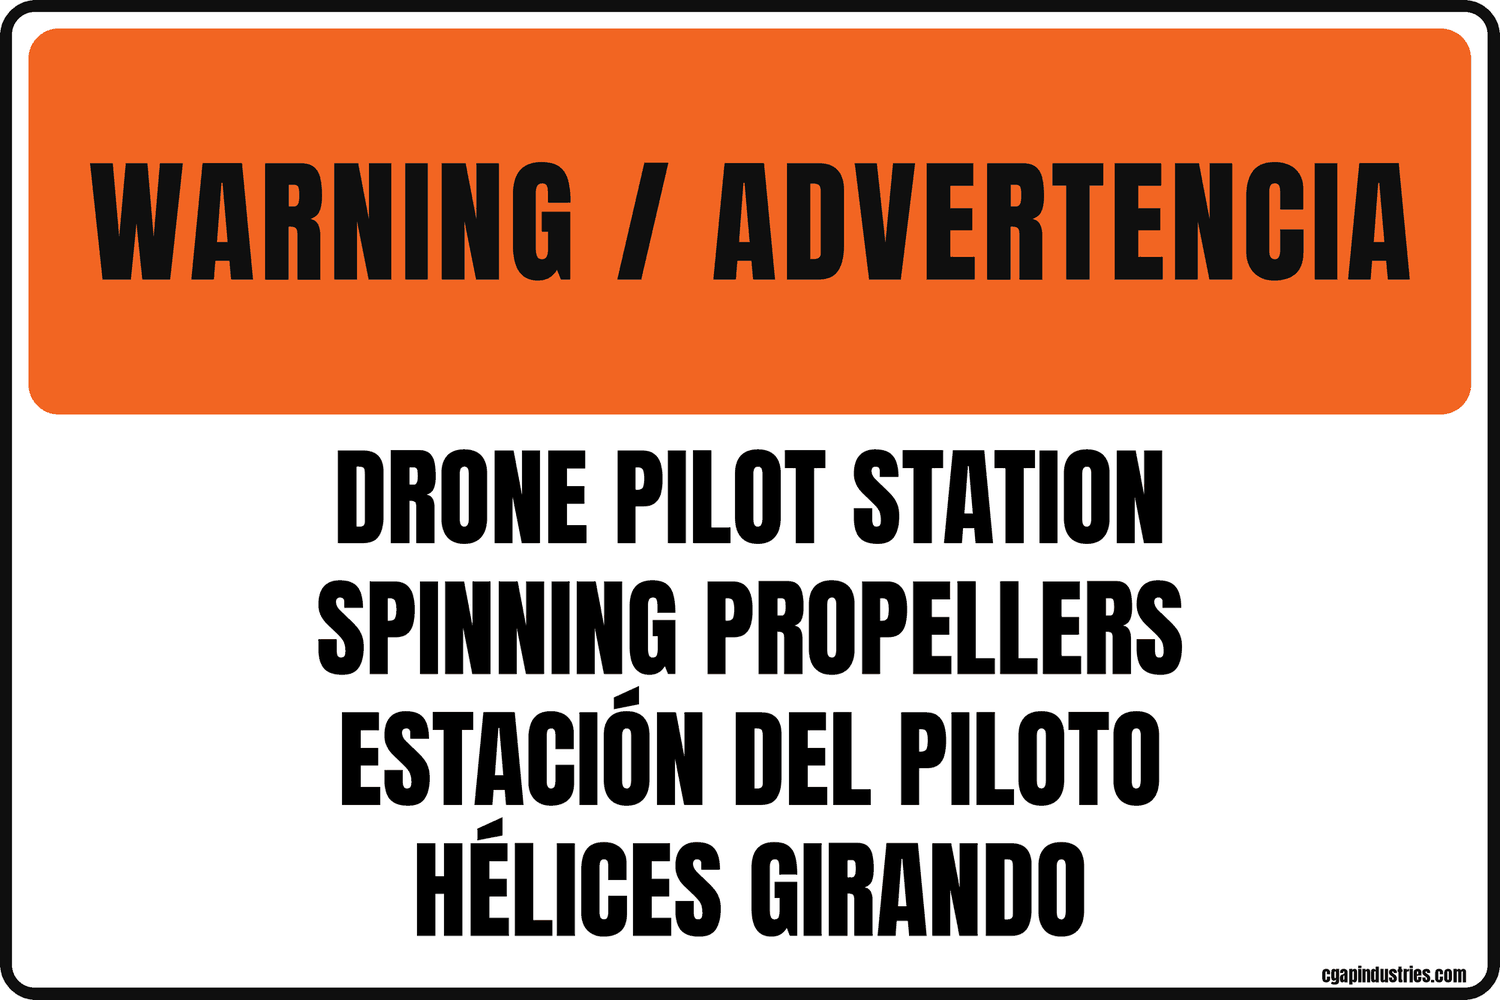 WARNING / ADVERTENCIA
DRONE PILOT STATION
SPINNING PROPELLERS
ESTACIÓN DEL PILOTO
HÉLICES GIRANDO
cgapindustries.com